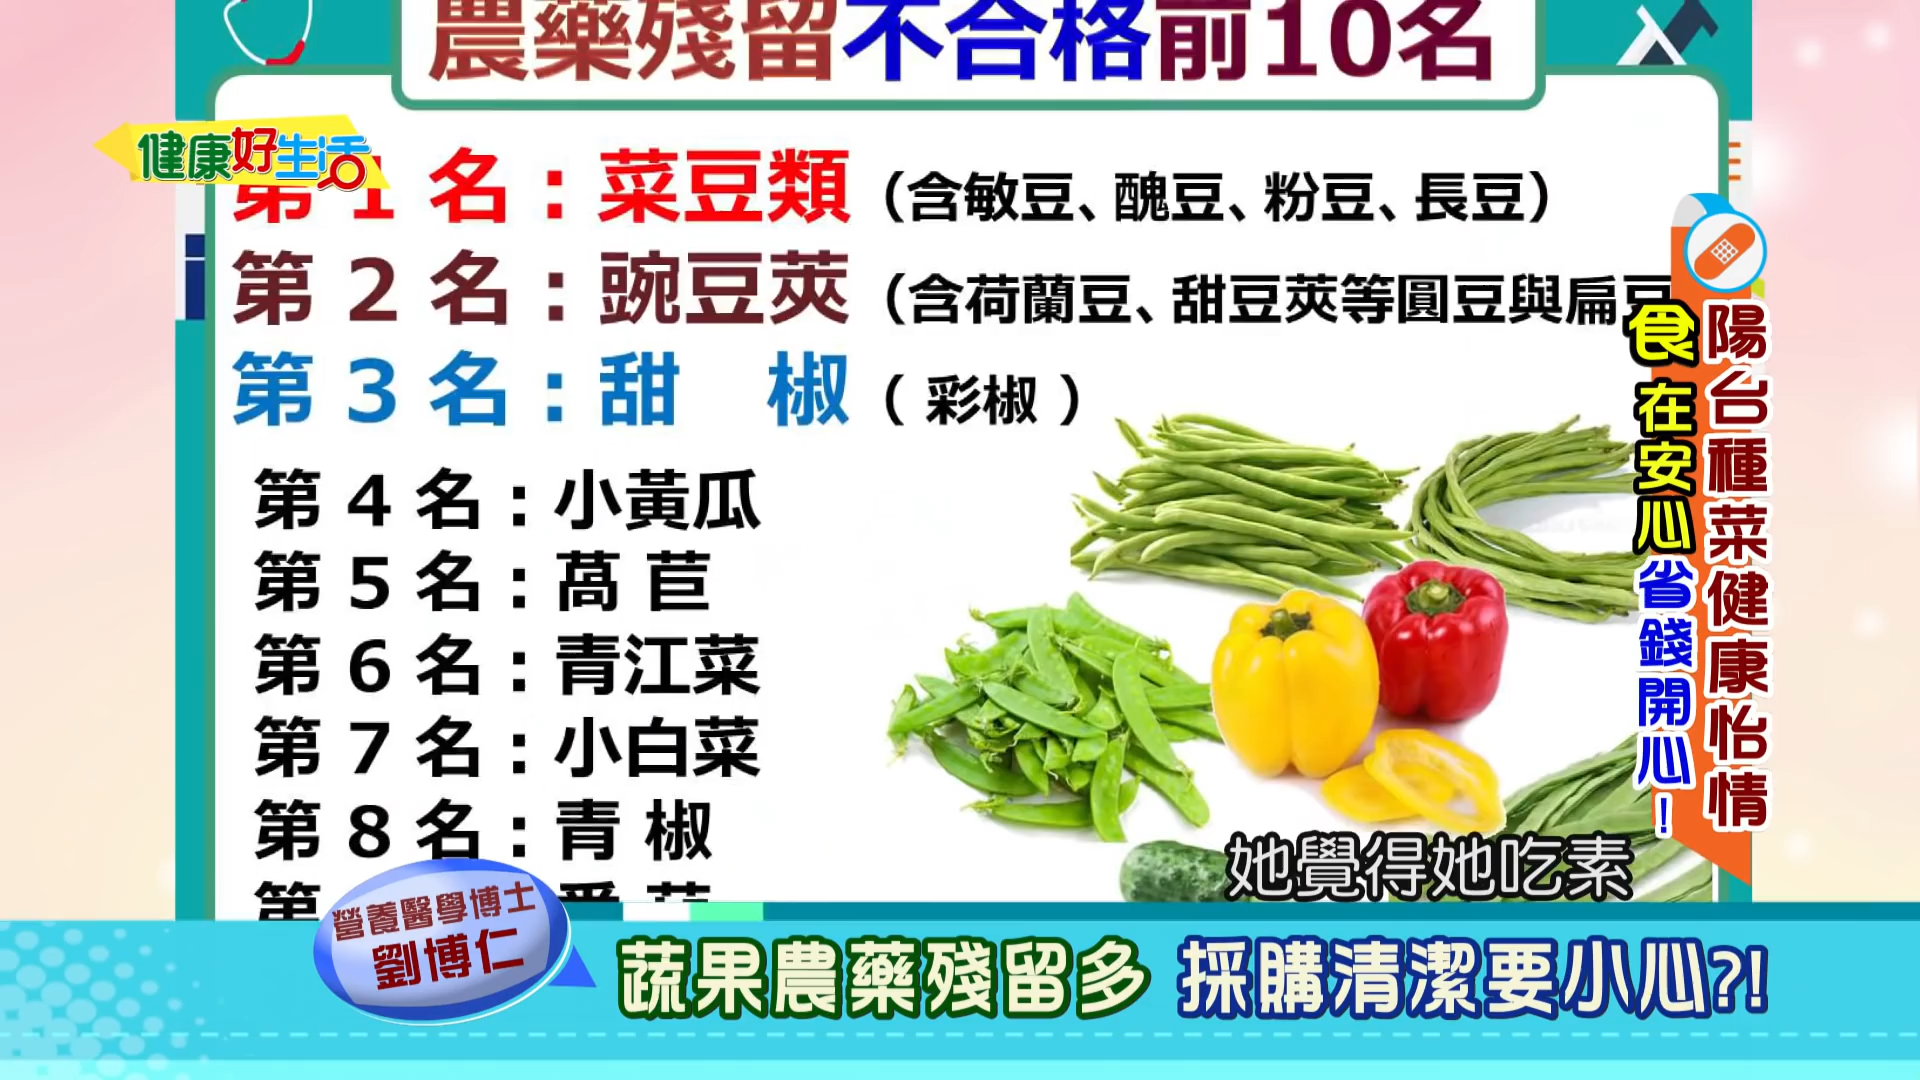 農藥殘留不合格前10名
健康好生活
第 1 名：菜豆類（含敏豆、醜豆、粉豆、長豆）
第 2 名：豌豆莢（含荷蘭豆、甜豆莢等圓豆與扁豆
第 3 名：甜 椒（ 彩椒 ）
第 4 名：小黃瓜
第 5 名：萵 苣
第 6 名：青江菜
第 7 名：小白菜
第 8 名：青 椒
第
陽台種菜健康怡情
食在安心省錢開心！
她覺得她吃素
營養醫學博士
劉博仁
蔬果農藥殘留多 採購清潔要小心?!